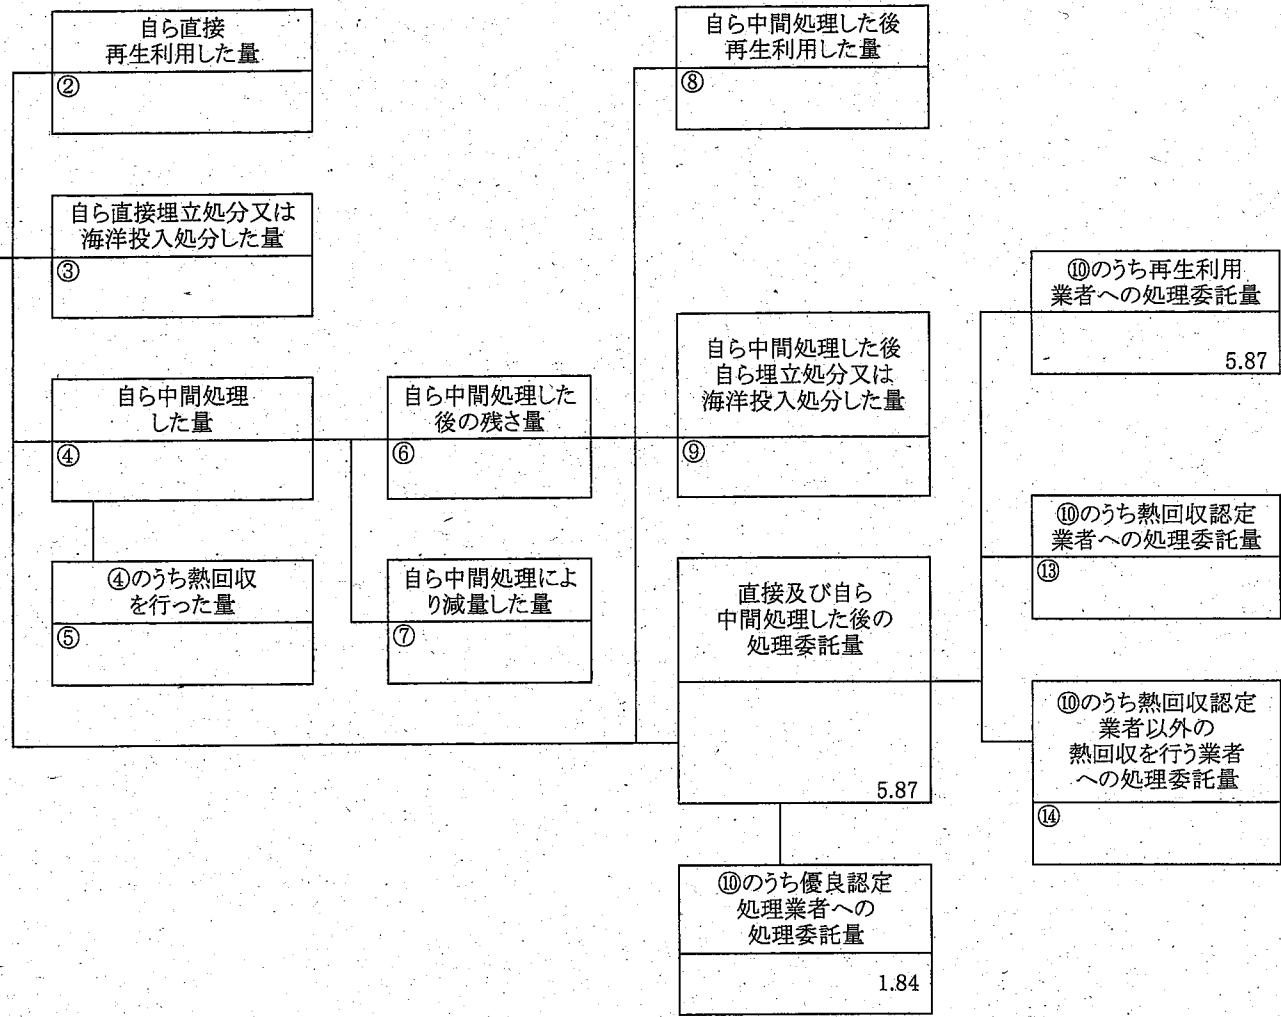 自ら直接
再生利用した量
②
自ら直接埋立処分又は
海洋投入処分した量
③
自ら中間処理
した量
④
④のうち熱回収
を行った量
⑤
自ら中間処理した
後の残さ量
⑥
自ら中間処理によ
り減量した量
⑦
自ら中間処理した後
再生利用した量
⑧
自ら中間処理した後
自ら埋立処分又は
海洋投入処分した量
⑨
直接及び自ら
中間処理した後の
処理委託量
5.87
⑩のうち優良認定
処理業者への
処理委託量
1.84
⑩のうち再生利用
業者への処理委託量
5.87
⑩のうち熱回収認定
業者への処理委託量
⑬
⑩のうち熱回収認定
業者以外の
熱回収を行う業者
への処理委託量
⑭